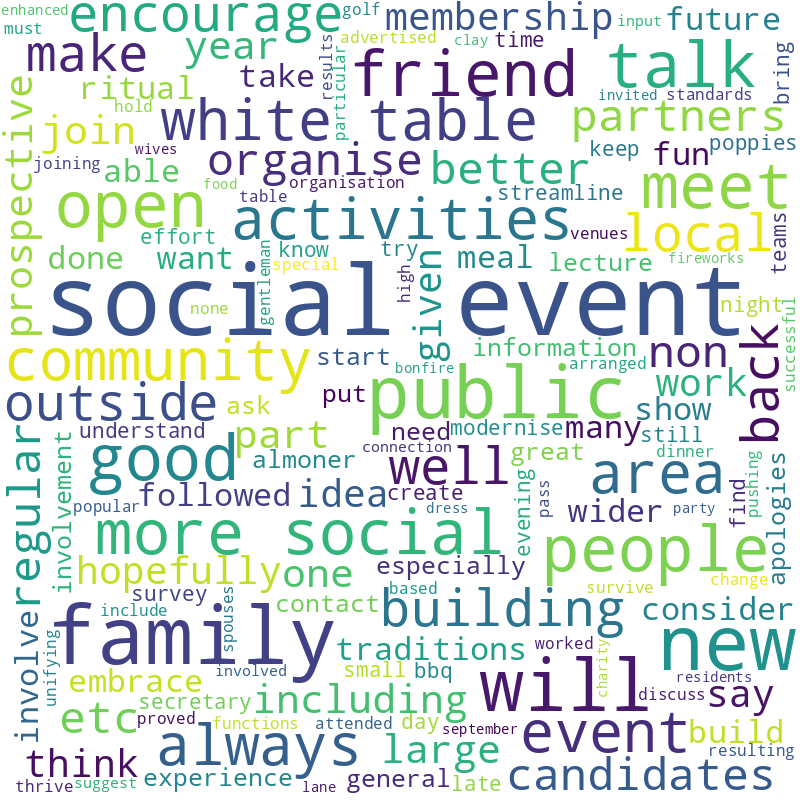 enhanced
encourage
golf
membership
input
future
must
make
year
advertised
clay
time
results
particular
bring
ritual
take
friend
talk
hold
invited
standards
prospective
join
white table
partners
wives
joining
able
food
organise
better
keep
fun
poppies
organisation
table
streamline
meet
open
activities
venues
local
teams
effort
know
try
done
want
gentleman
special
high
given
meal
lecture
fireworks
none
social event
night
successful
community
start
information
non
back
bonfire
arranged
outside
put
public
work
ask
show
understand
part
need
modernise
many
still
connection
regular
good
almoner
well
great
dinner
involvement
followed
idea
create
area
popular
dress
evening
pass
wider
party
find
pushing
apologies
more social
people
hopefully
one
especially
survey
contact
based
survive
change
include
spouses
building
consider
involve
unifying
family
traditions
worked
new
involved
small
bbq
charity
residents
embrace
will
discuss
say
secretary
including
etc
proved
functions
attended
day
september
event
build
always
large
resulting
think
experience
general
late
candidates
thrive
suggest
lane